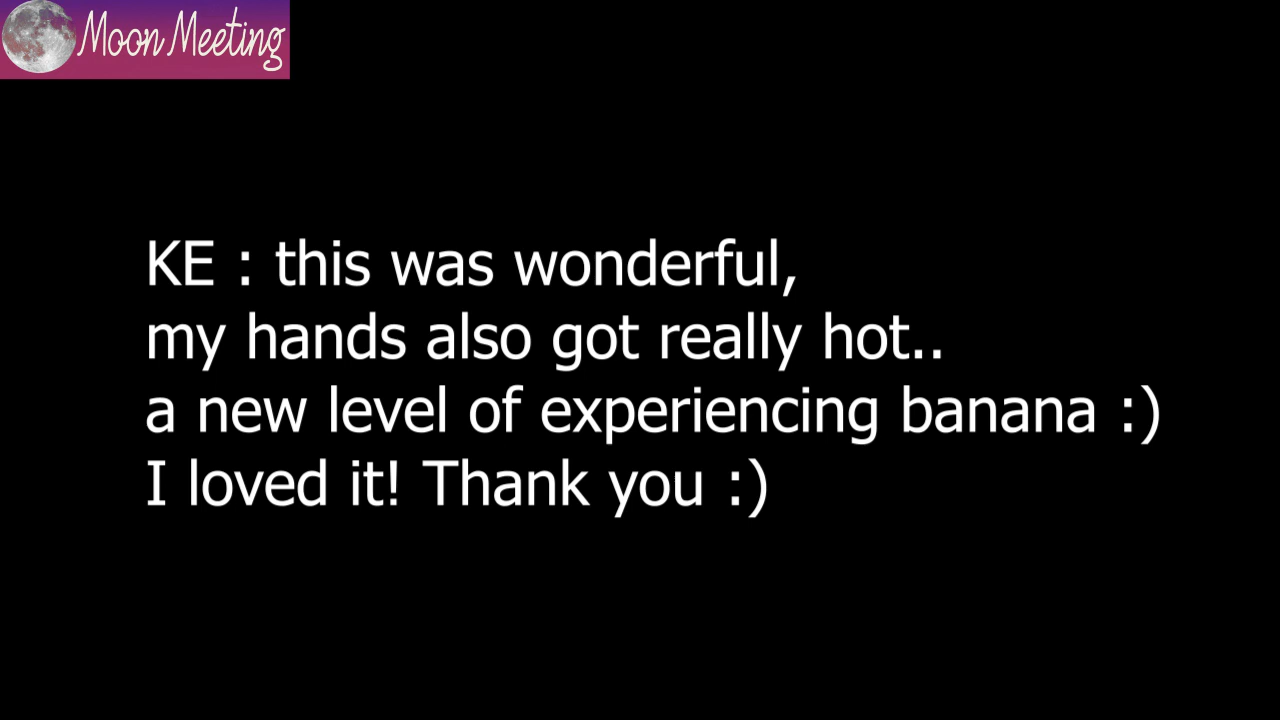 Moon Meeting
KE : this was wonderful,
my hands also got really hot..
a new level of experiencing banana :)
I loved it! Thank you :)